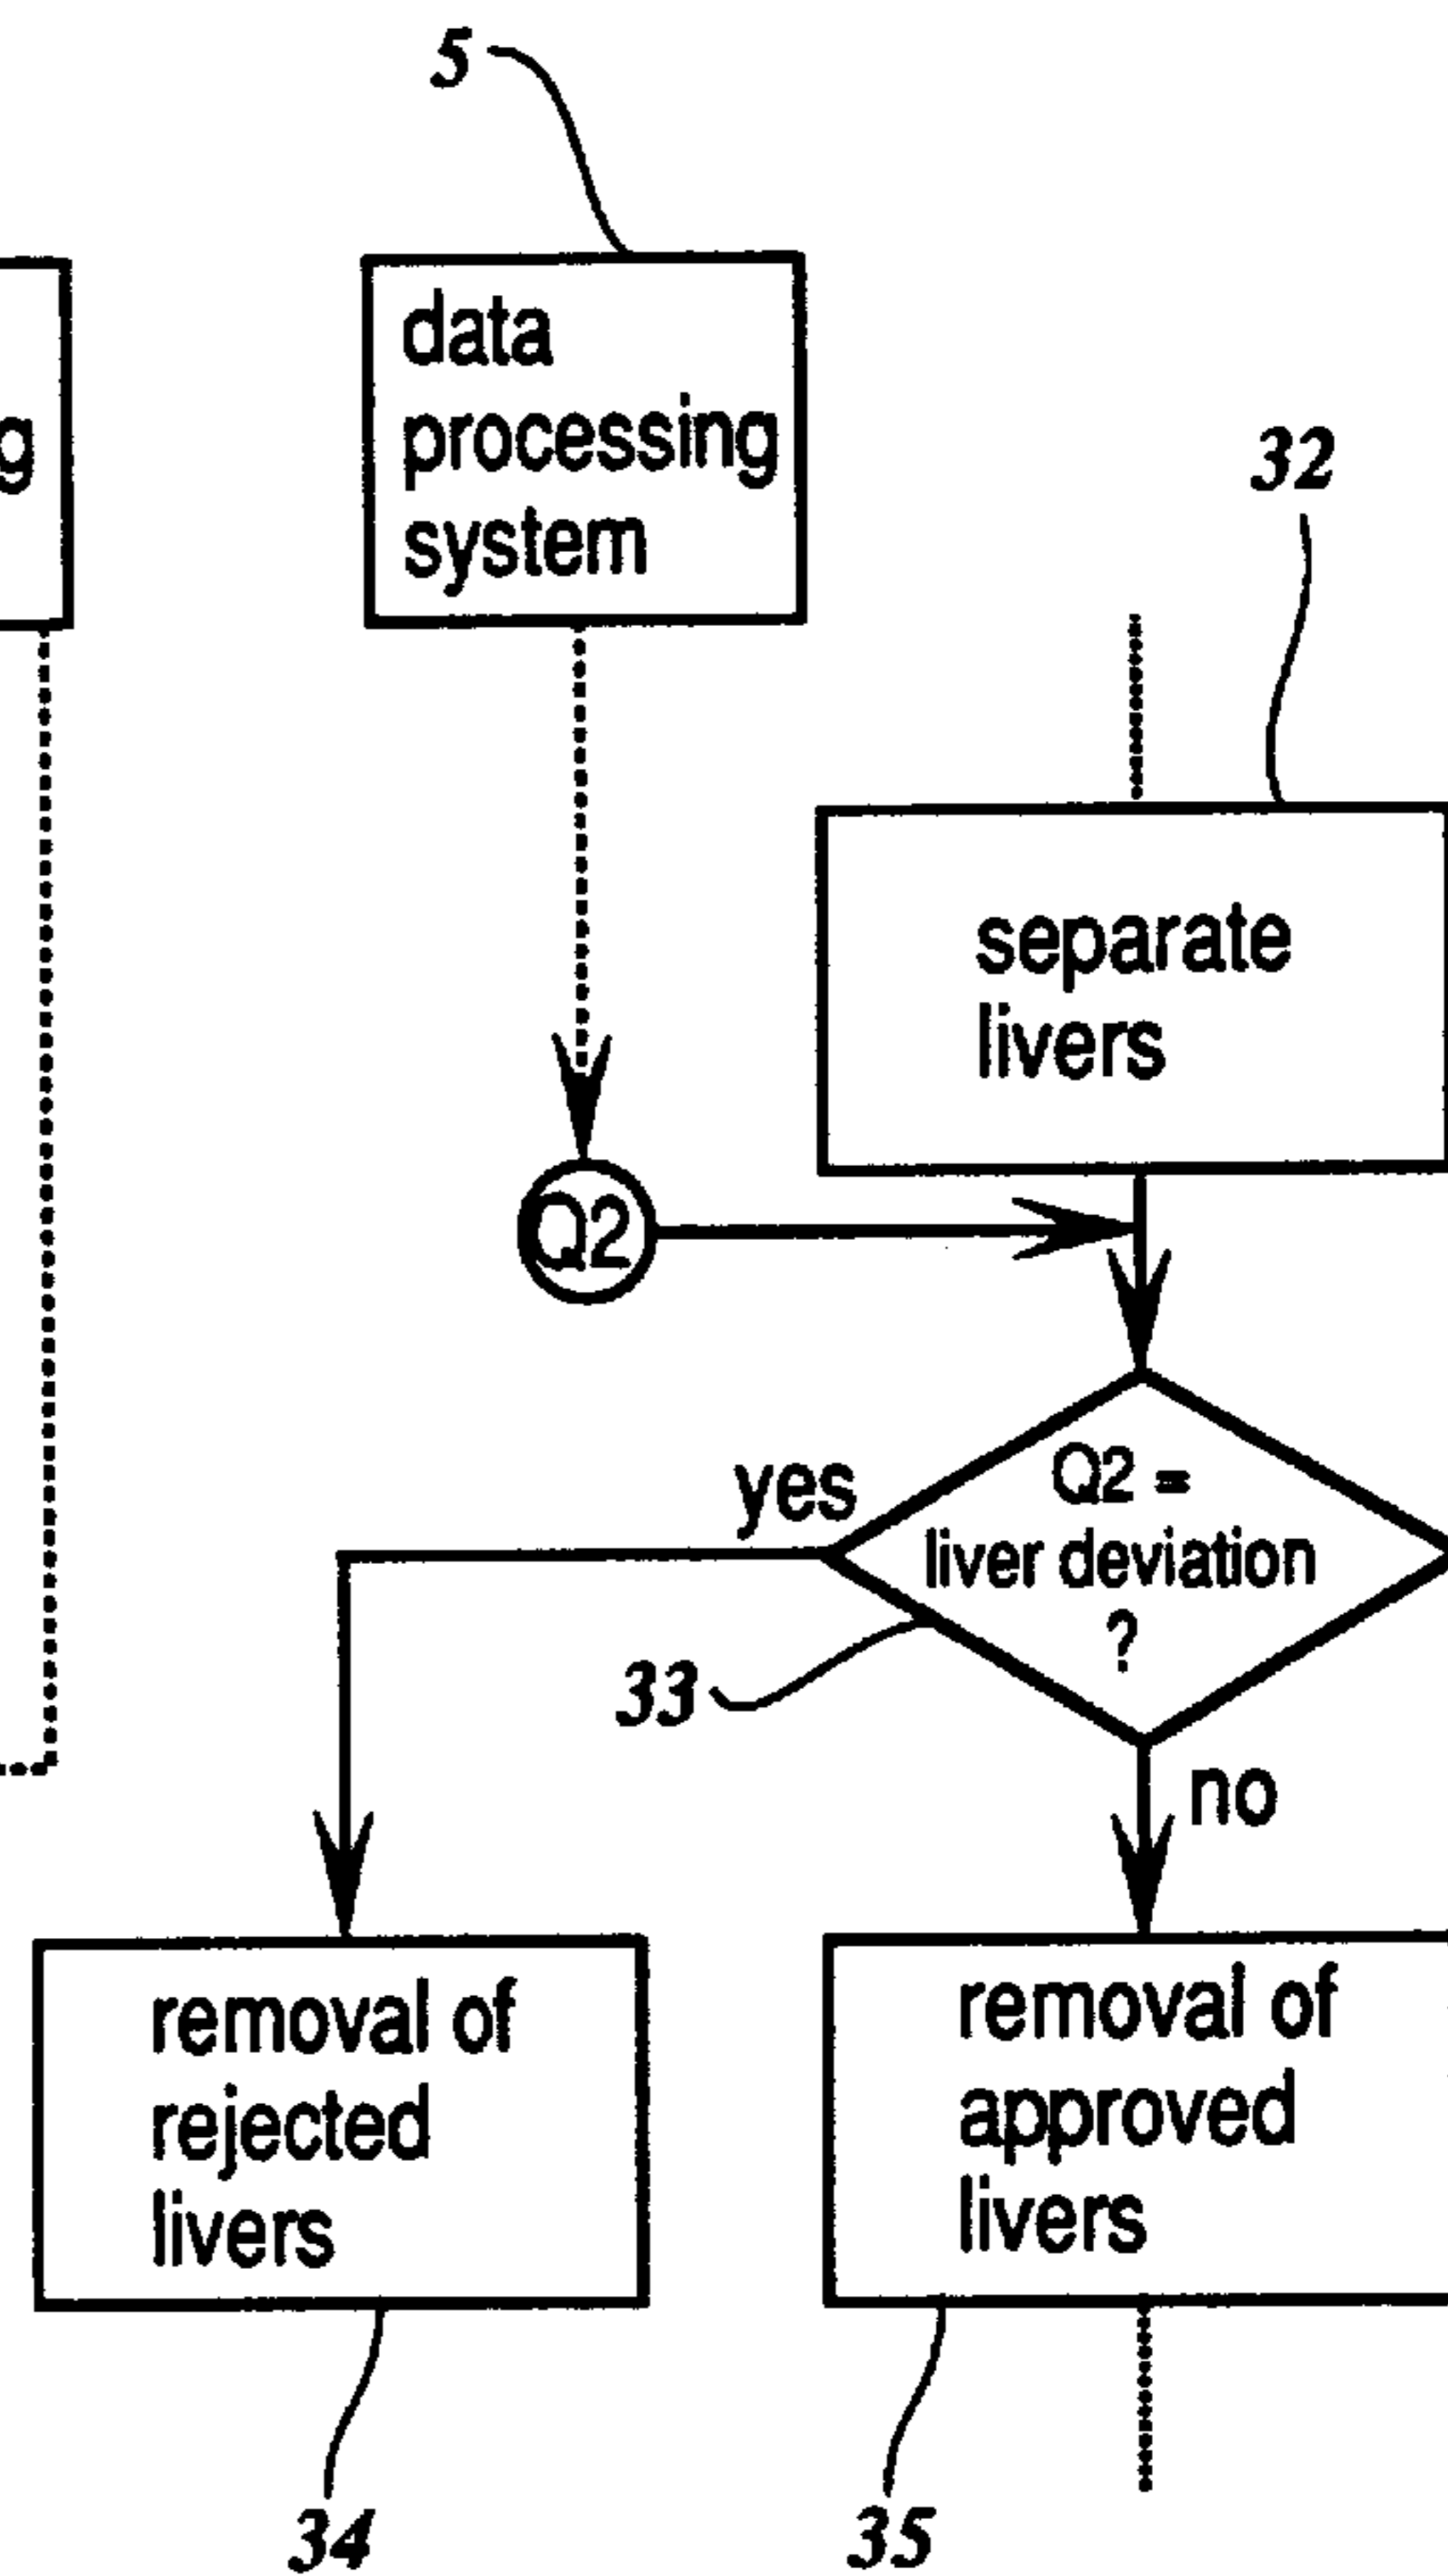 5
data
processing
system
g
32
separate
livers
Q2
Q2 =
liver deviation
?
yes
33
no
removal of
rejected
livers
removal of
approved
livers
34
35